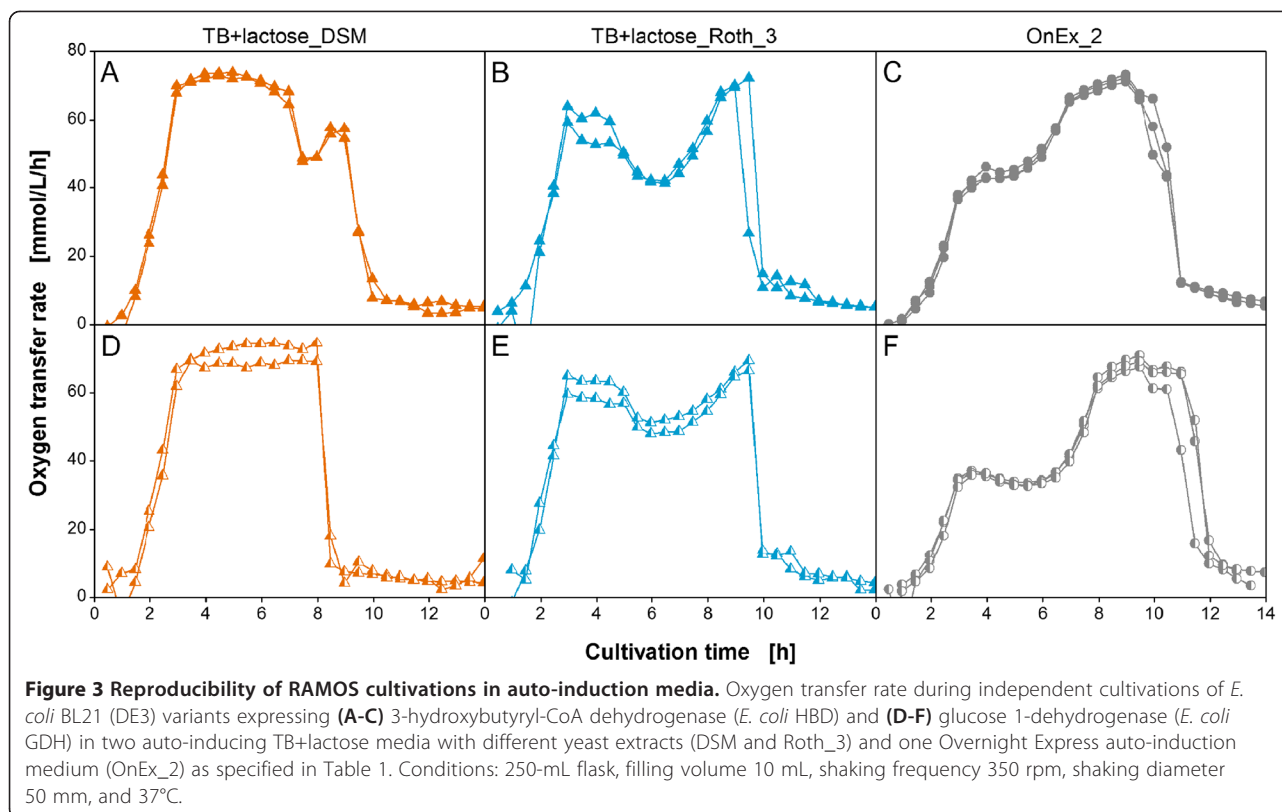 TB+lactose_DSM TB+lactose_Roth_3 OnEx_2
80
A B C
60
40
20
0
D E F
60
40
20
0
Oxygen transfer rate [mmol/L/h]
0 2 4 6 8 10 12 0 2 4 6 8 10 12 0 2 4 6 8 10 12 14
Cultivation time [h]
Figure 3 Reproducibility of RAMOS cultivations in auto-induction media. Oxygen transfer rate during independent cultivations of E.
coli BL21 (DE3) variants expressing (A-C) 3-hydroxybutyryl-CoA dehydrogenase (E. coli HBD) and (D-F) glucose 1-dehydrogenase (E. coli
GDH) in two auto-inducing TB+lactose media with different yeast extracts (DSM and Roth_3) and one Overnight Express auto-induction
medium (OnEx_2) as specified in Table 1. Conditions: 250-mL flask, filling volume 10 mL, shaking frequency 350 rpm, shaking diameter
50 mm, and 37°C.